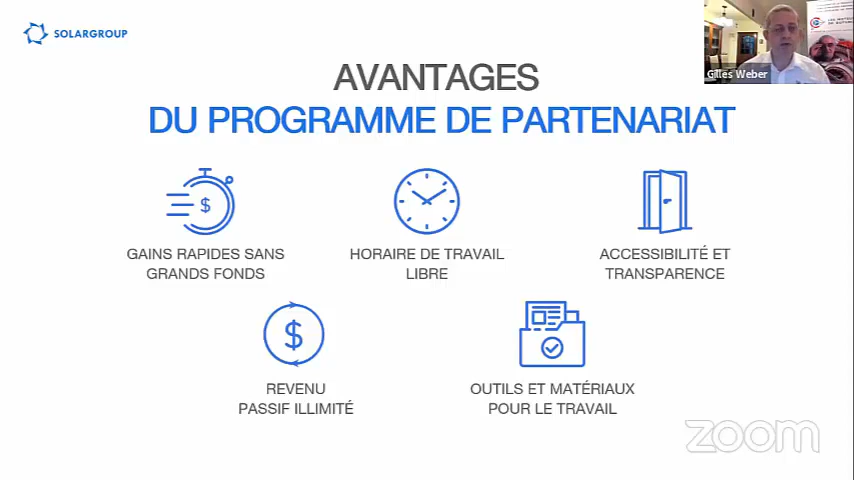 SOLARGROUP
Gilles Weber
AVANTAGES
DU PROGRAMME DE PARTENARIAT
$
GAINS RAPIDES SANS
GRANDS FONDS
HORAIRE DE TRAVAIL
LIBRE
ACCESSIBILITÉ ET
TRANSPARENCE
$
REVENU
PASSIF ILLIMITÉ
OUTILS ET MATÉRIAUX
POUR LE TRAVAIL
zoom